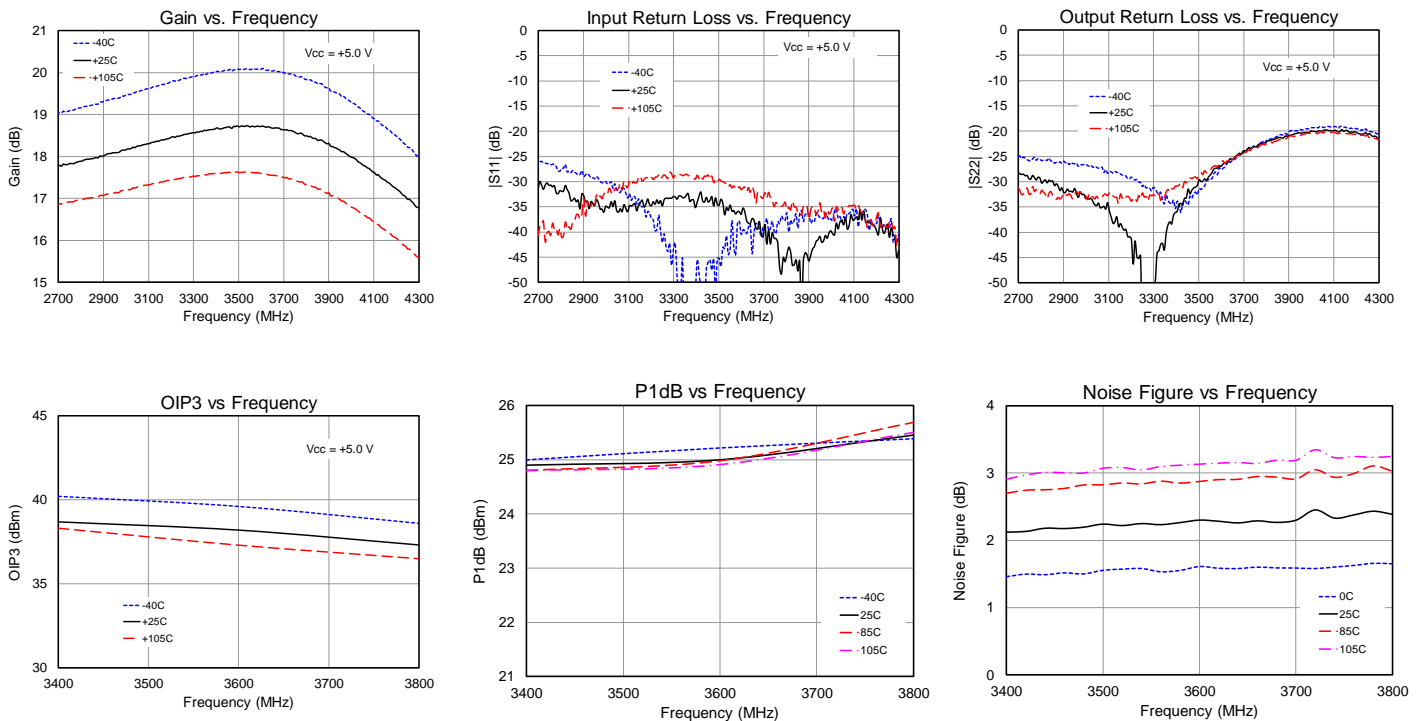 Gain vs. Frequency
21
20
19
18
17
16
15
Gain (dB)
-40C
+25C
+105C
Vcc = +5.0 V
2700 2900 3100 3300 3500 3700 3900 4100 4300
Frequency (MHz)
Input Return Loss vs. Frequency
0
-5
-10
-15
-20
-25
-30
-35
-40
-45
-50
|S11| (dB)
Vcc = +5.0 V
-40C
+25C
+105C
2700 2900 3100 3300 3500 3700 3900 4100 4300
Frequency (MHz)
Output Return Loss vs. Frequency
0
-5
-10
-15
-20
-25
-30
-35
-40
-45
-50
|S22| (dB)
Vcc = +5.0 V
-40C
+25C
+105C
2700 2900 3100 3300 3500 3700 3900 4100 4300
Frequency (MHz)
OIP3 vs Frequency
45
40
35
30
OIP3 (dBm)
Vcc = +5.0 V
-40C
+25C
+105C
3400 3500 3600 3700 3800
Frequency (MHz)
P1dB vs Frequency
26
25
24
23
22
21
P1dB (dBm)
-40C
25C
85C
105C
3400 3500 3600 3700 3800
Frequency (MHz)
Noise Figure vs Frequency
4
3
2
1
0
Noise Figure (dB)
0C
25C
85C
105C
3400 3500 3600 3700 3800
Frequency (MHz)